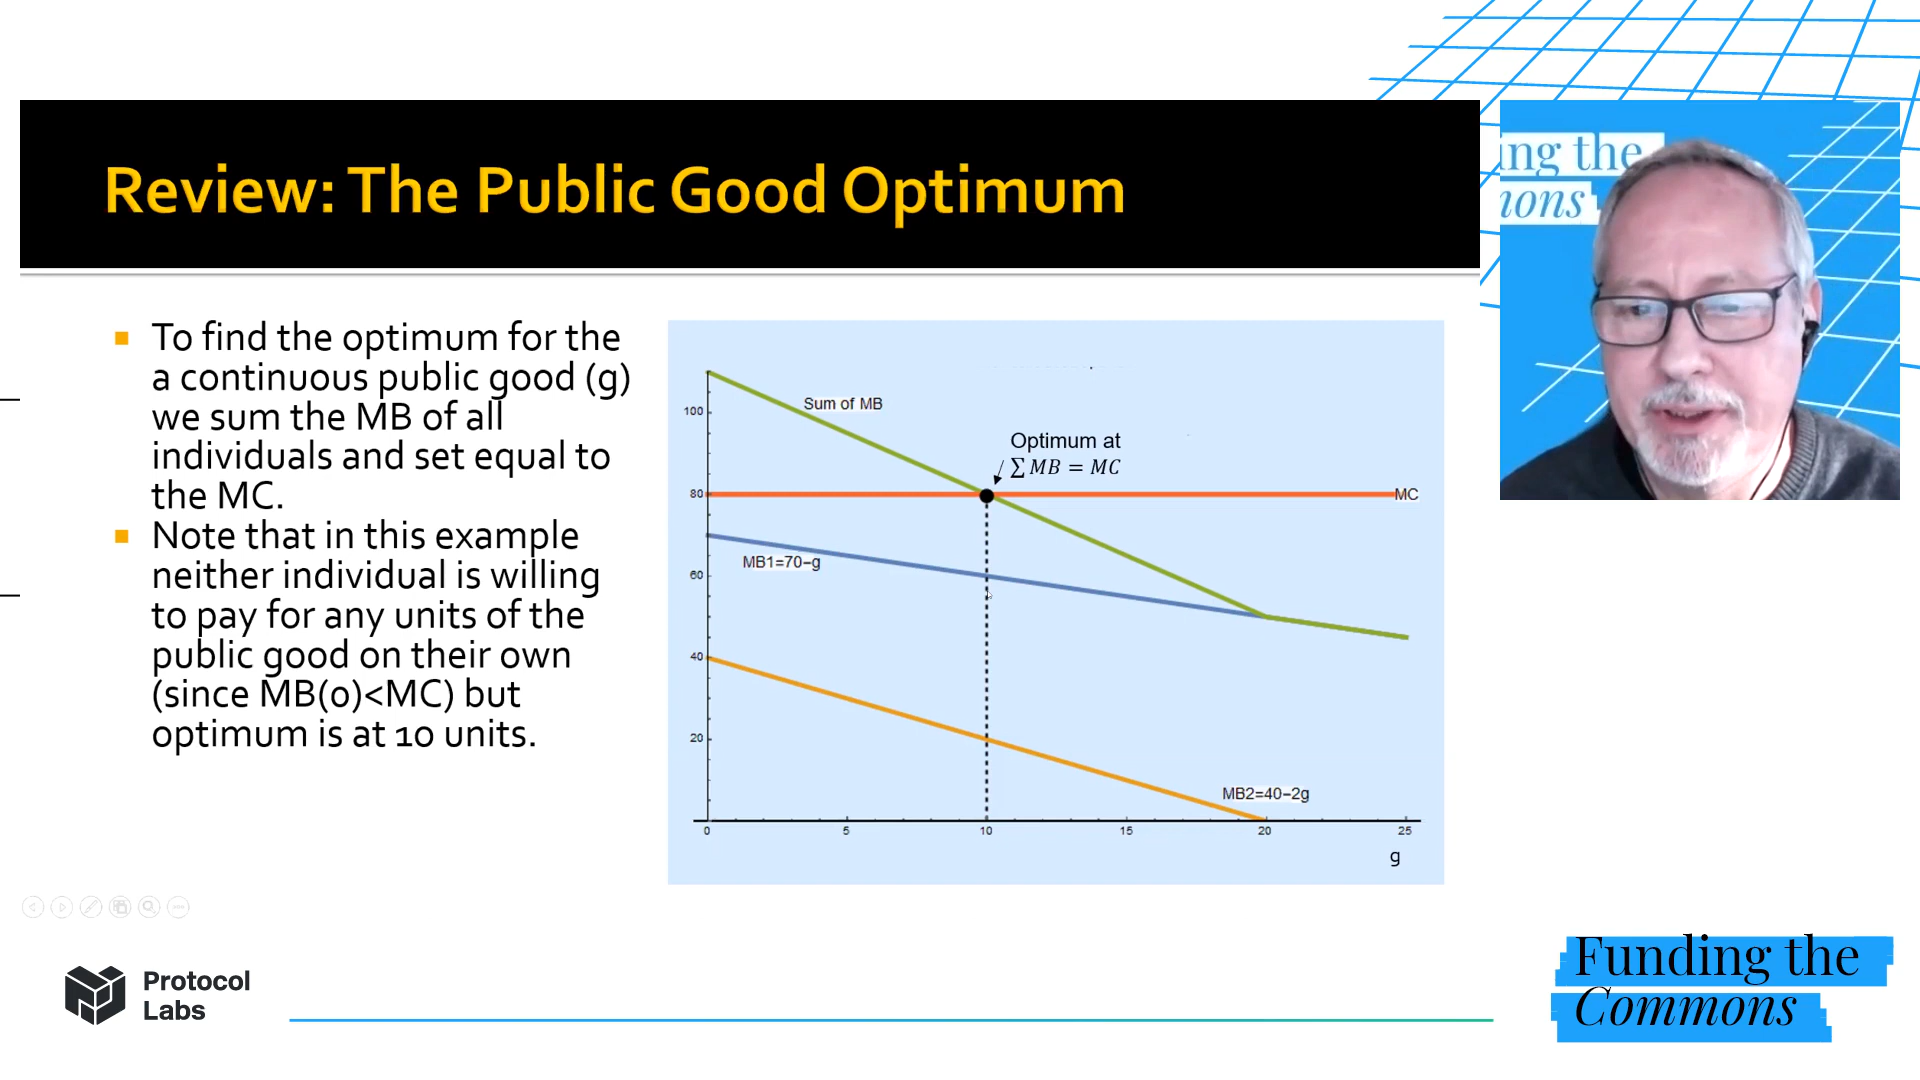 Review: The Public Good Optimum
ing the
ions
To find the optimum for the
a continuous public good (g)
we sum the MB of all
individuals and set equal to
the MC.
Note that in this example
neither individual is willing
to pay for any units of the
public good on their own
(since MB(0)<MC) but
optimum is at 10 units.
Sum of MB
100
Optimum at
∑ MB = MC
80
MC
MB1=70−g
60
40
20
MB2=40−2g
0 5 10 15 20 25
g
Protocol
Labs
Funding the
Commons